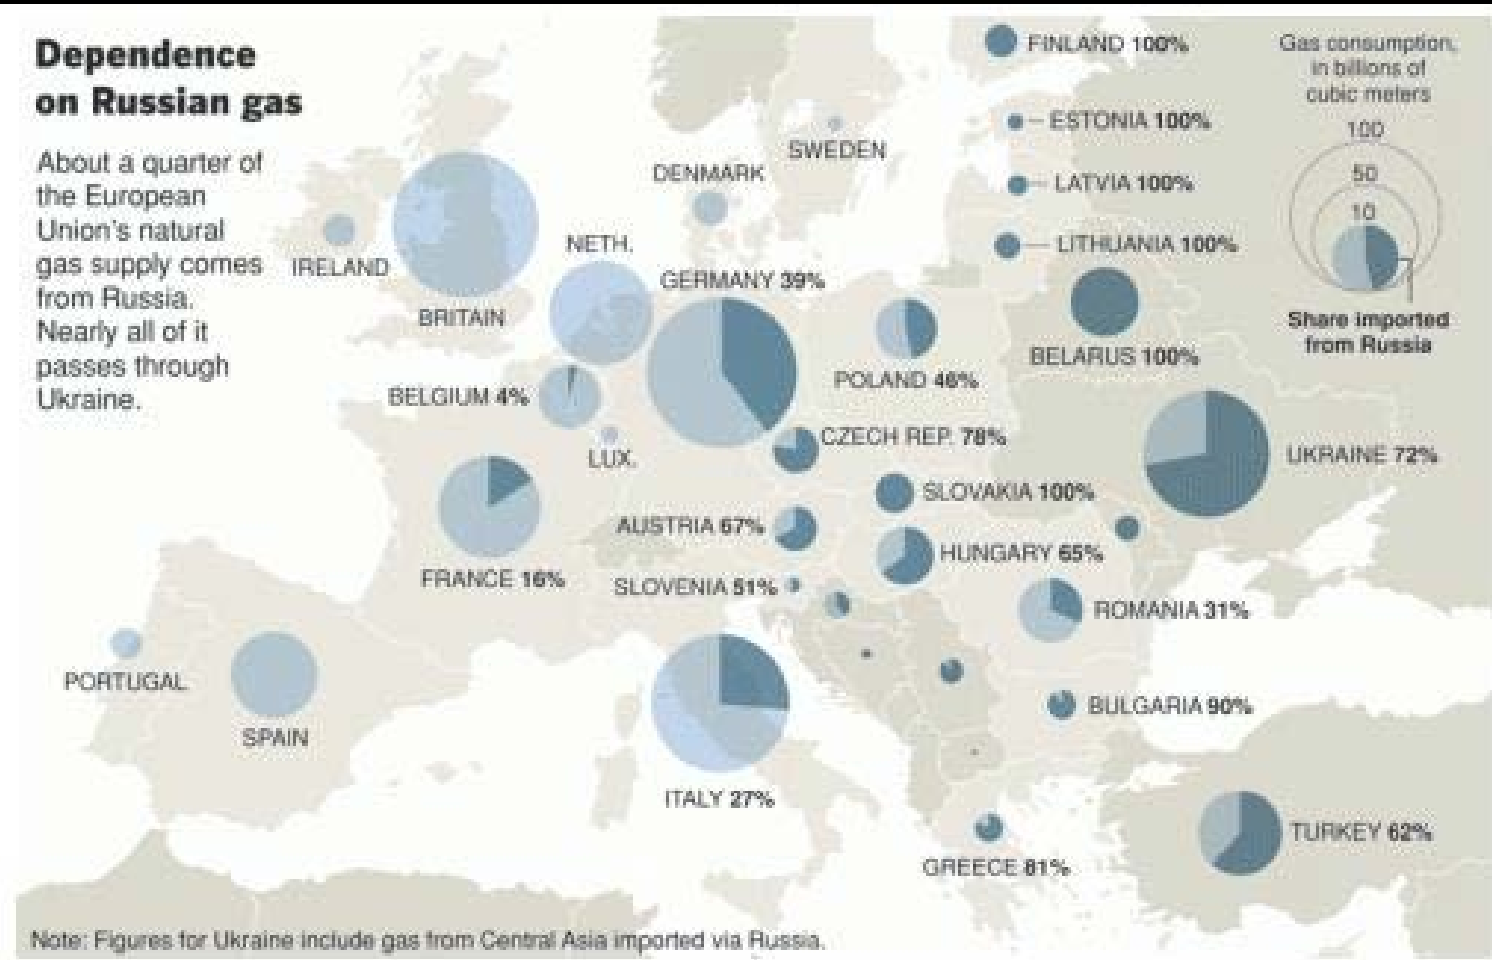 Dependence
on Russian gas
About a quarter of
the European
Union's natural
gas supply comes
from Russia.
Nearly all of it
passes through
Ukraine.
FINLAND 100%
ESTONIA 100%
LATVIA 100%
LITHUANIA 100%
Gas consumption,
in billions of
cubic meters
100
50
10
Share imported
from Russia
SWEDEN
DENMARK
IRELAND
BRITAIN
NETH.
GERMANY 39%
BELARUS 100%
POLAND 46%
BELGIUM 4%
LUX.
CZECH REP. 78%
UKRAINE 72%
SLOVAKIA 100%
AUSTRIA 67%
HUNGARY 65%
FRANCE 16%
SLOVENIA 51%
ROMANIA 31%
PORTUGAL
SPAIN
BULGARIA 90%
ITALY 27%
TURKEY 62%
GREECE 81%
Note: Figures for Ukraine include gas from Central Asia imported via Russia.